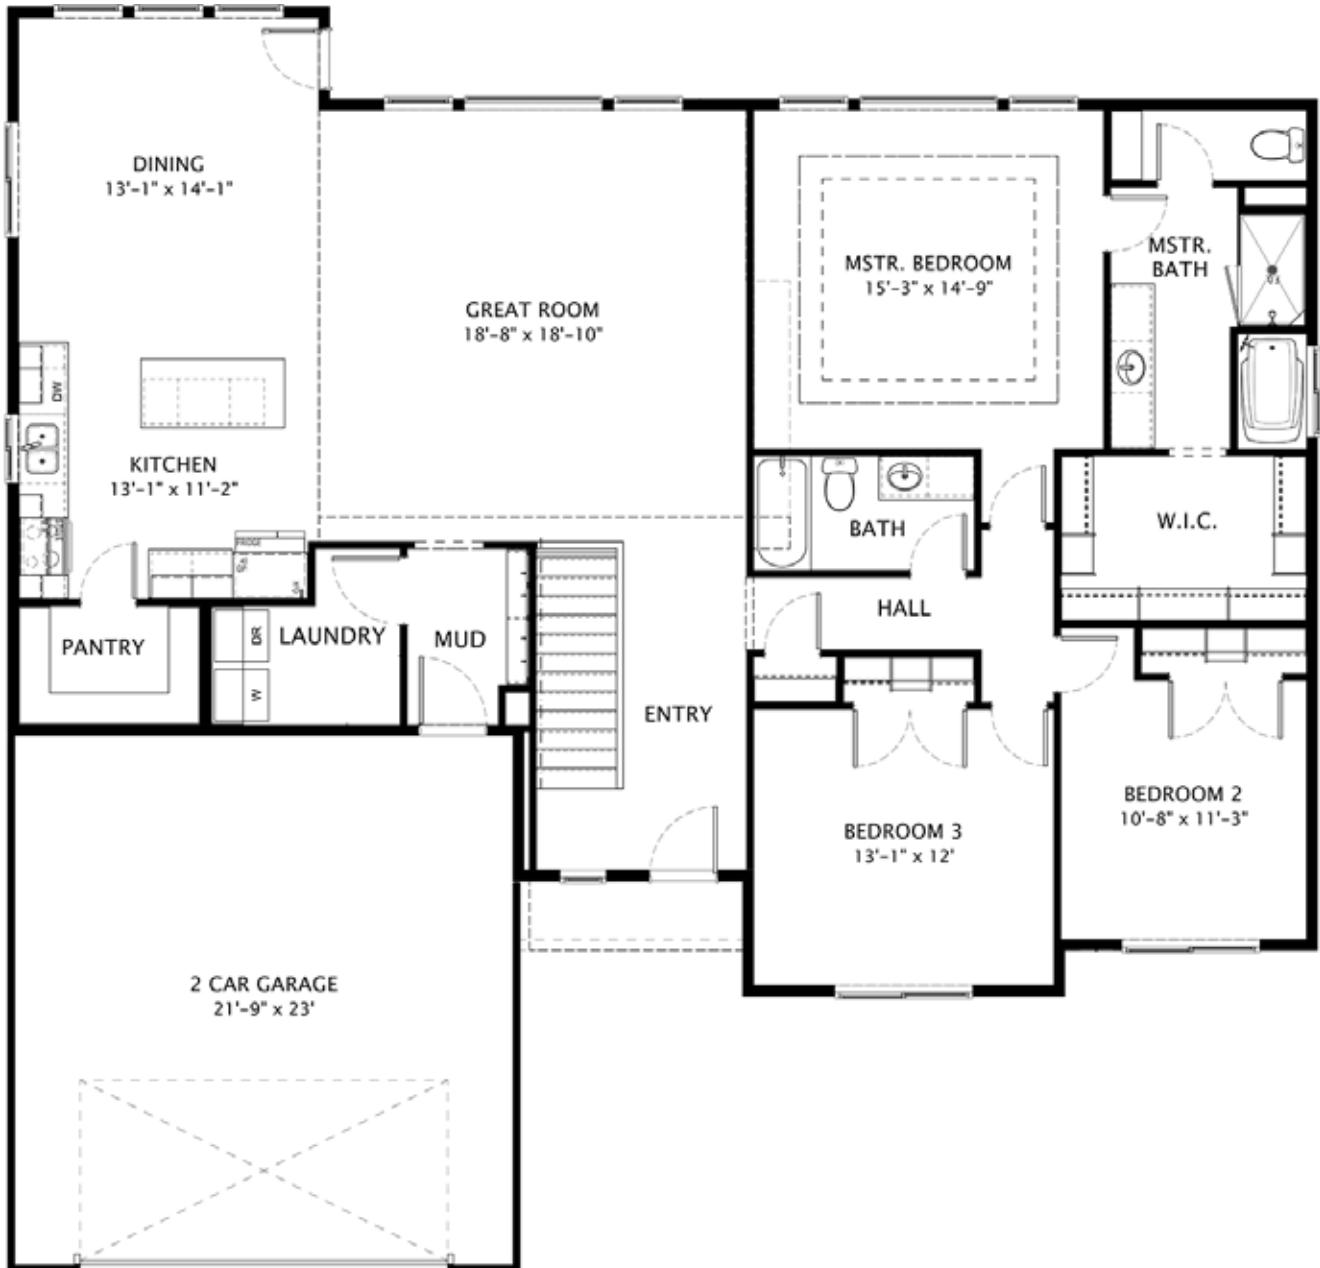 DINING
13'-1" x 14'-1"
GREAT ROOM
18'-8" x 18'-10"
MSTR. BEDROOM
15'-3" x 14'-9"
MSTR.
BATH
DW
KITCHEN
13'-1" x 11'-2"
FRIDGE
BATH
W.I.C.
HALL
PANTRY
DR
W
LAUNDRY
MUD
ENTRY
BEDROOM 3
13'-1" x 12'
BEDROOM 2
10'-8" x 11'-3"
2 CAR GARAGE
21'-9" x 23'